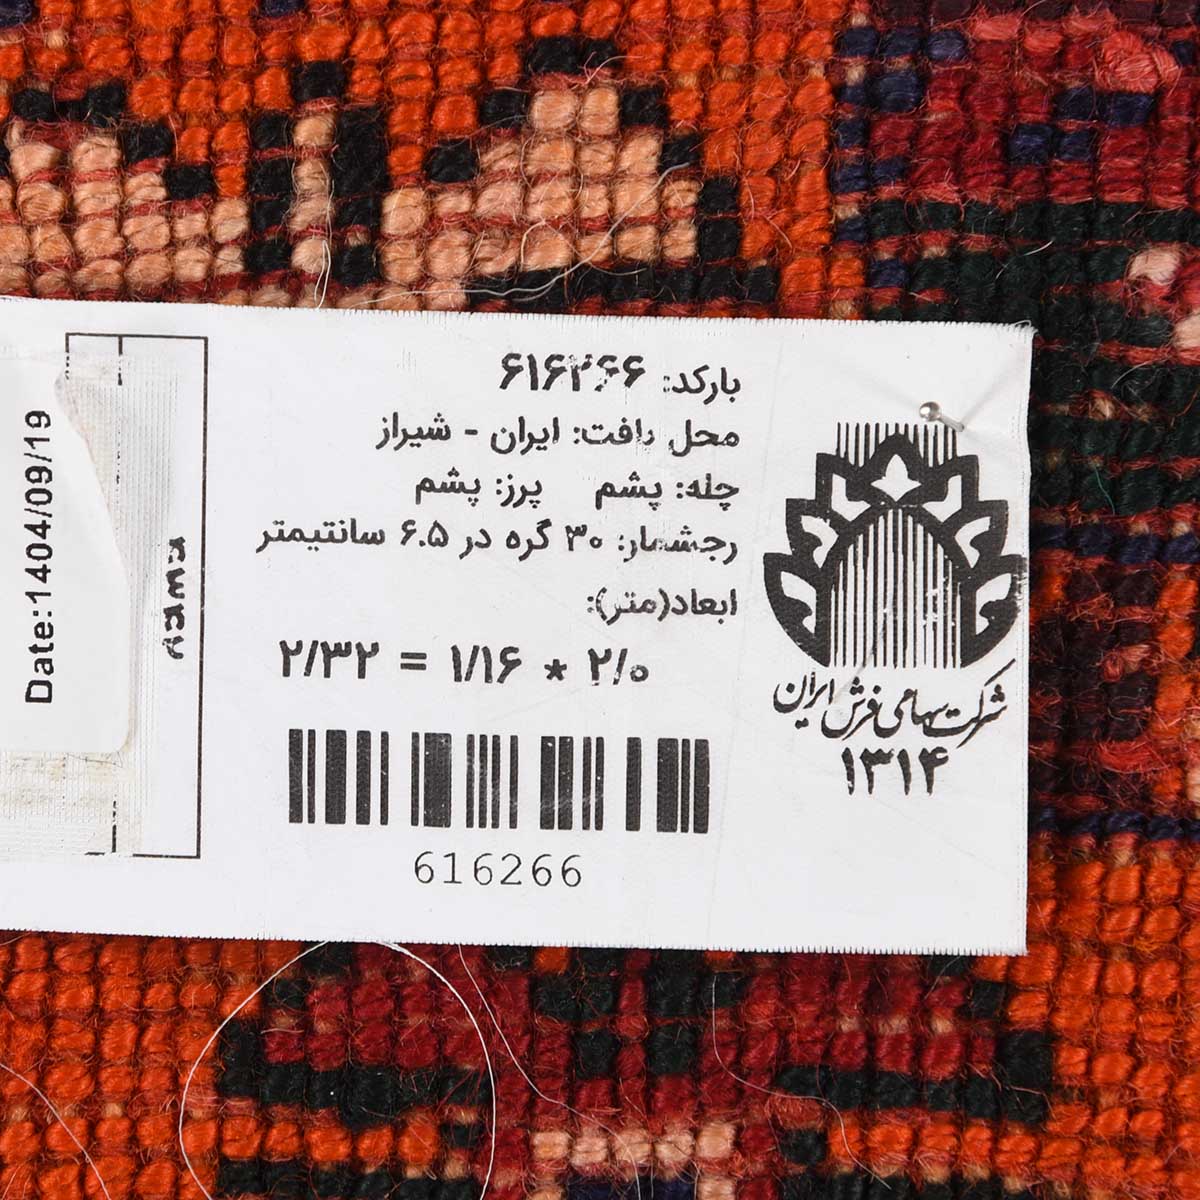 بارکد: ۶۱۶۲۶۶
محل بافت: ایران - شیراز
چله: پشم پرز: پشم
رجشمار: ۳۰ گره در ۶.۵ سانتیمتر
ابعاد(متر):
۲/۳۲ = ۱/۱۶ * ۲/۰
616266
شرکت سهامی فرش ایران
۱۳۱۴
Date:1404/09/19